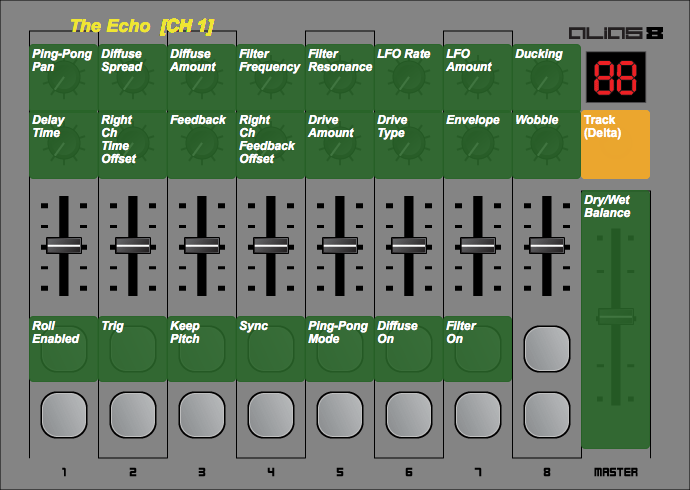 The Echo [CH 1]
ALIAS 8
Ping-Pong
Pan
Diffuse
Spread
Diffuse
Amount
Filter
Frequency
Filter
Resonance
LFO Rate
LFO
Amount
Ducking
88
Delay
Time
Right
Ch
Time
Offset
Feedback
Right
Ch
Feedback
Offset
Drive
Amount
Drive
Type
Envelope
Wobble
Track
(Delta)
Dry/Wet
Balance
Roll
Enabled
Trig
Keep
Pitch
Sync
Ping-Pong
Mode
Diffuse
On
Filter
On
1 2 3 4 5 6 7 8 MASTER